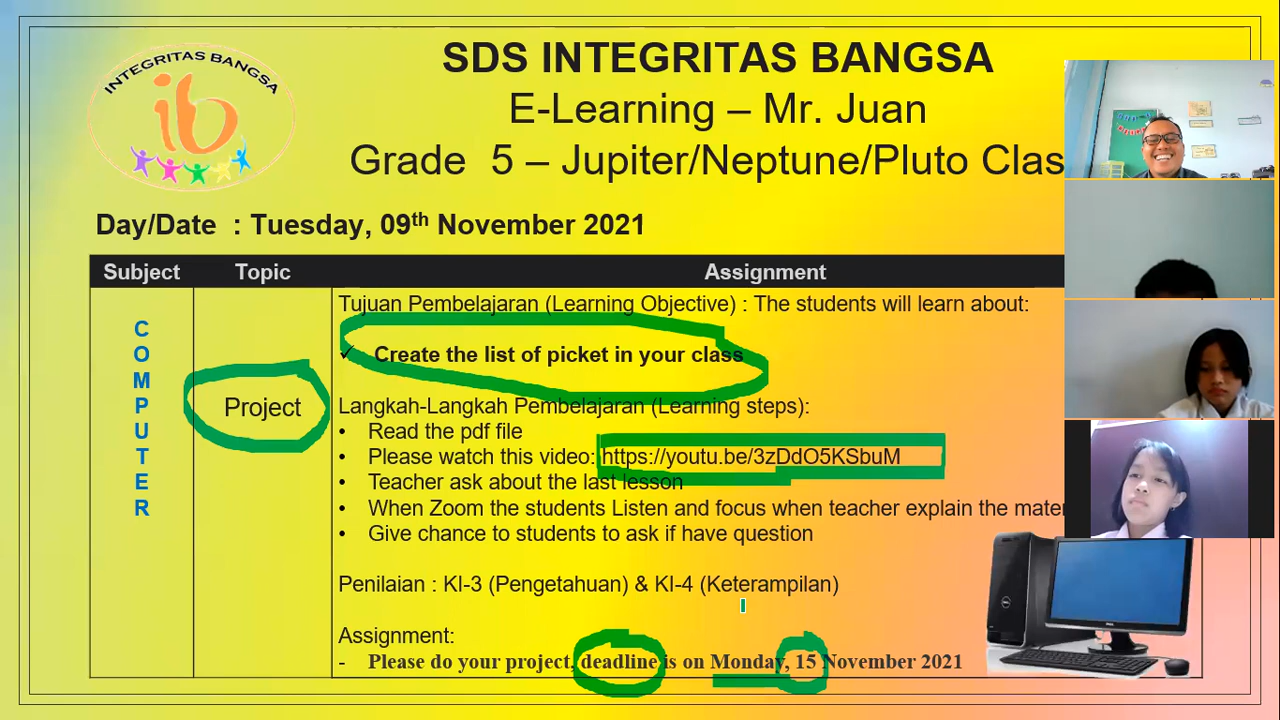 INTEGRITAS BANGSA
ib
SDS INTEGRITAS BANGSA
E-Learning – Mr. Juan
Grade 5 – Jupiter/Neptune/Pluto Clas
Day/Date : Tuesday, 09th November 2021
Subject Topic Assignment
COMPUTER
Project
Tujuan Pembelajaran (Learning Objective) : The students will learn about:
✓ Create the list of picket in your class
Langkah-Langkah Pembelajaran (Learning steps):
• Read the pdf file
• Please watch this video: https://youtu.be/3zDdO5KSbuM
• Teacher ask about the last lesson
• When Zoom the students Listen and focus when teacher explain the mater
• Give chance to students to ask if have question
Penilaian : KI-3 (Pengetahuan) & KI-4 (Keterampilan)
Assignment:
- Please do your project, deadline is on Monday, 15 November 2021